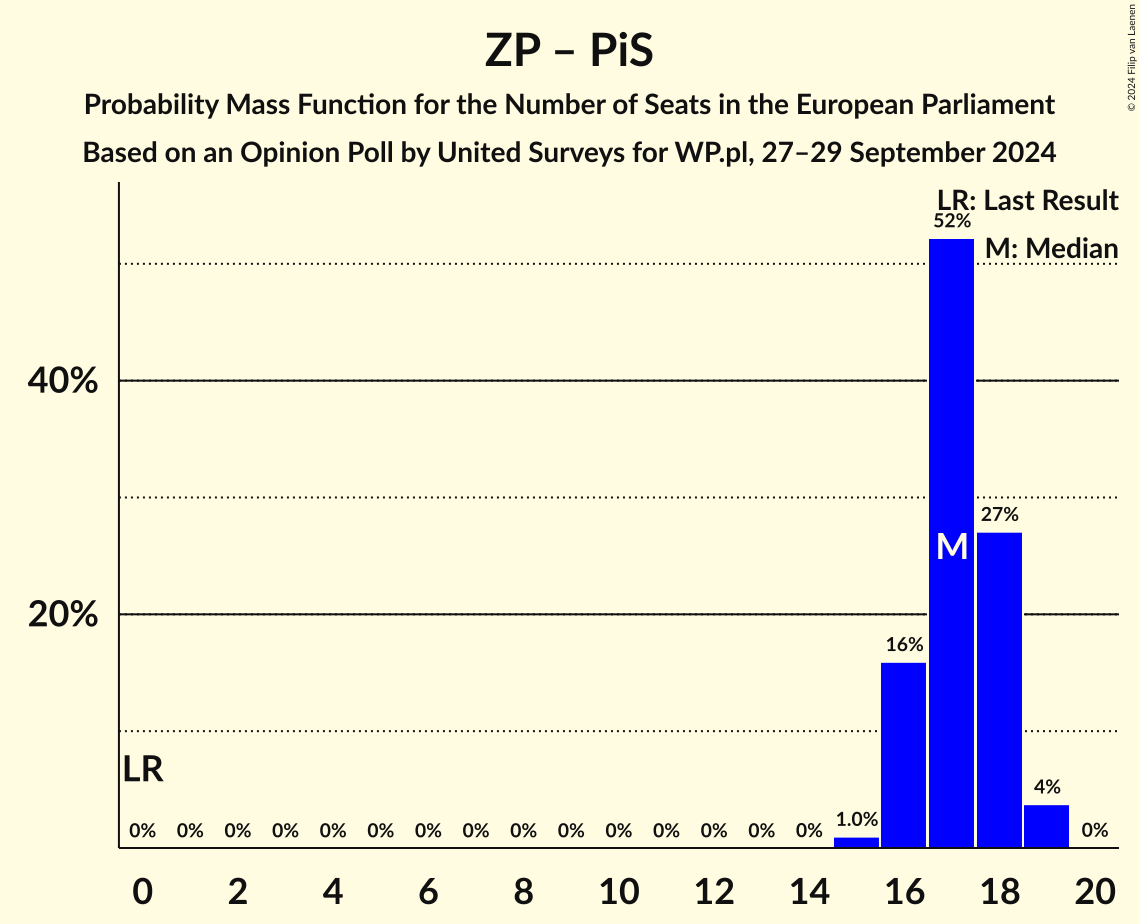 ZP – PiS
Probability Mass Function for the Number of Seats in the European Parliament
Based on an Opinion Poll by United Surveys for WP.pl, 27–29 September 2024
© 2024 Filip van Laenen
LR: Last Result
M: Median
52%
40%
27%
M
20%
16%
LR
4%
0% 0% 0% 0% 0% 0% 0% 0% 0% 0% 0% 0% 0% 0% 0% 1.0% 0%
0 2 4 6 8 10 12 14 16 18 20